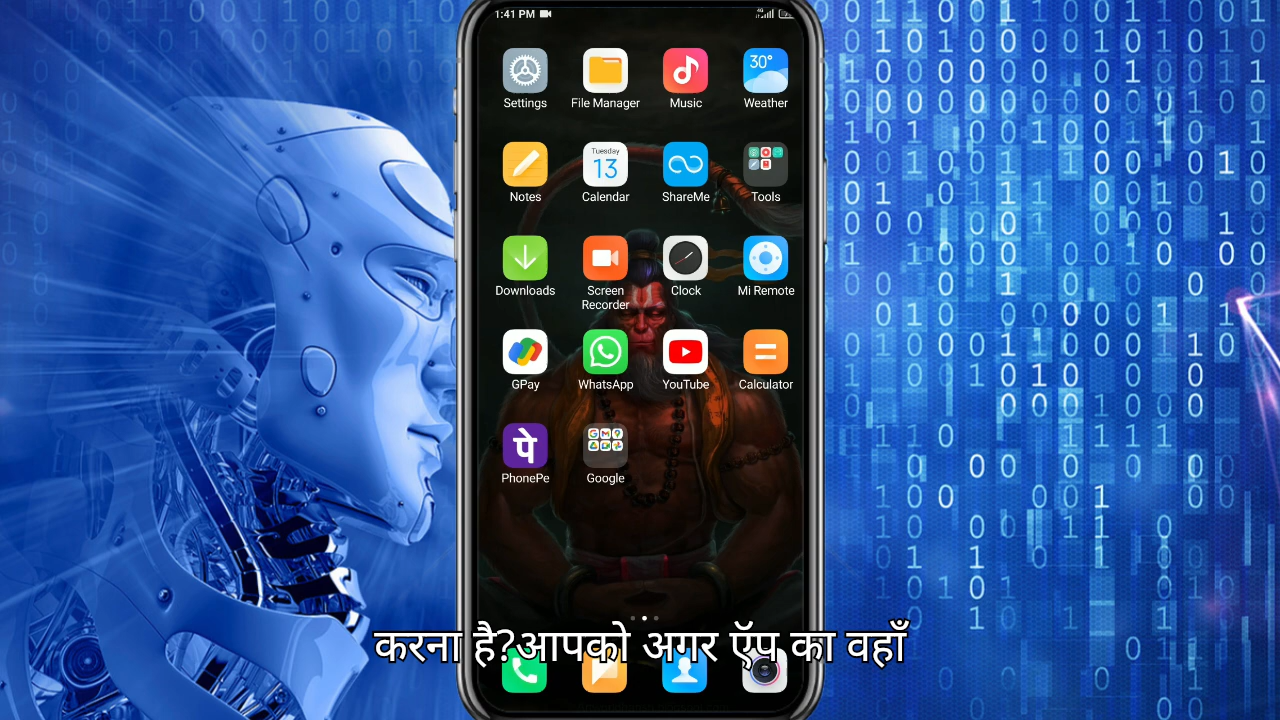 1:41 PM
30°
Settings File Manager Music Weather
Tuesday
13
Notes Calendar ShareMe Tools
Downloads Screen Recorder Clock Mi Remote
GPay WhatsApp YouTube Calculator
पे
PhonePe Google
करना है?आपको अगर ऍप का वहाँ